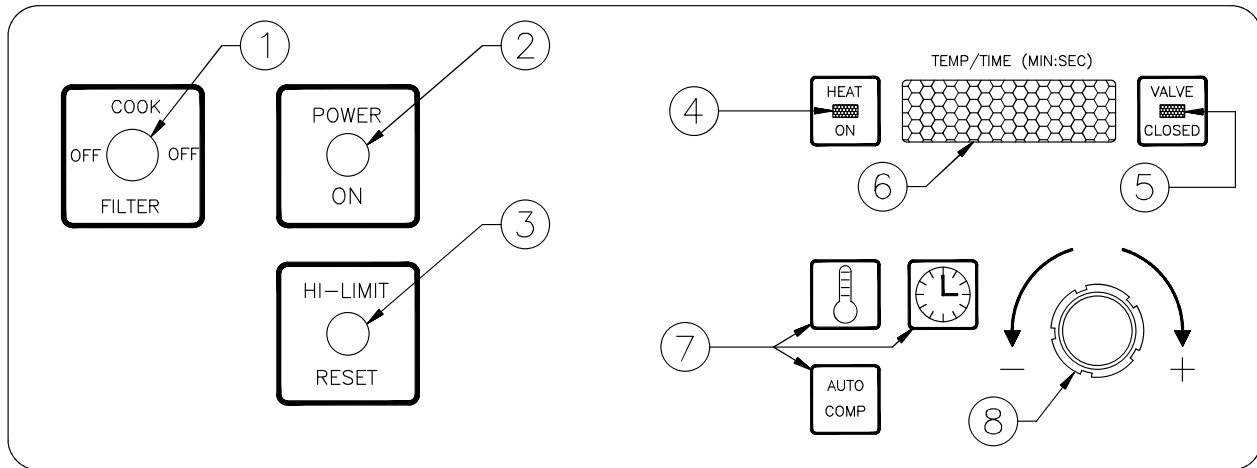 1
2
COOK
OFF OFF
FILTER
POWER
ON
3
HI-LIMIT
RESET
TEMP/TIME (MIN:SEC)
4
HEAT
ON
VALVE
CLOSED
6
5
7
AUTO
COMP
− +
8